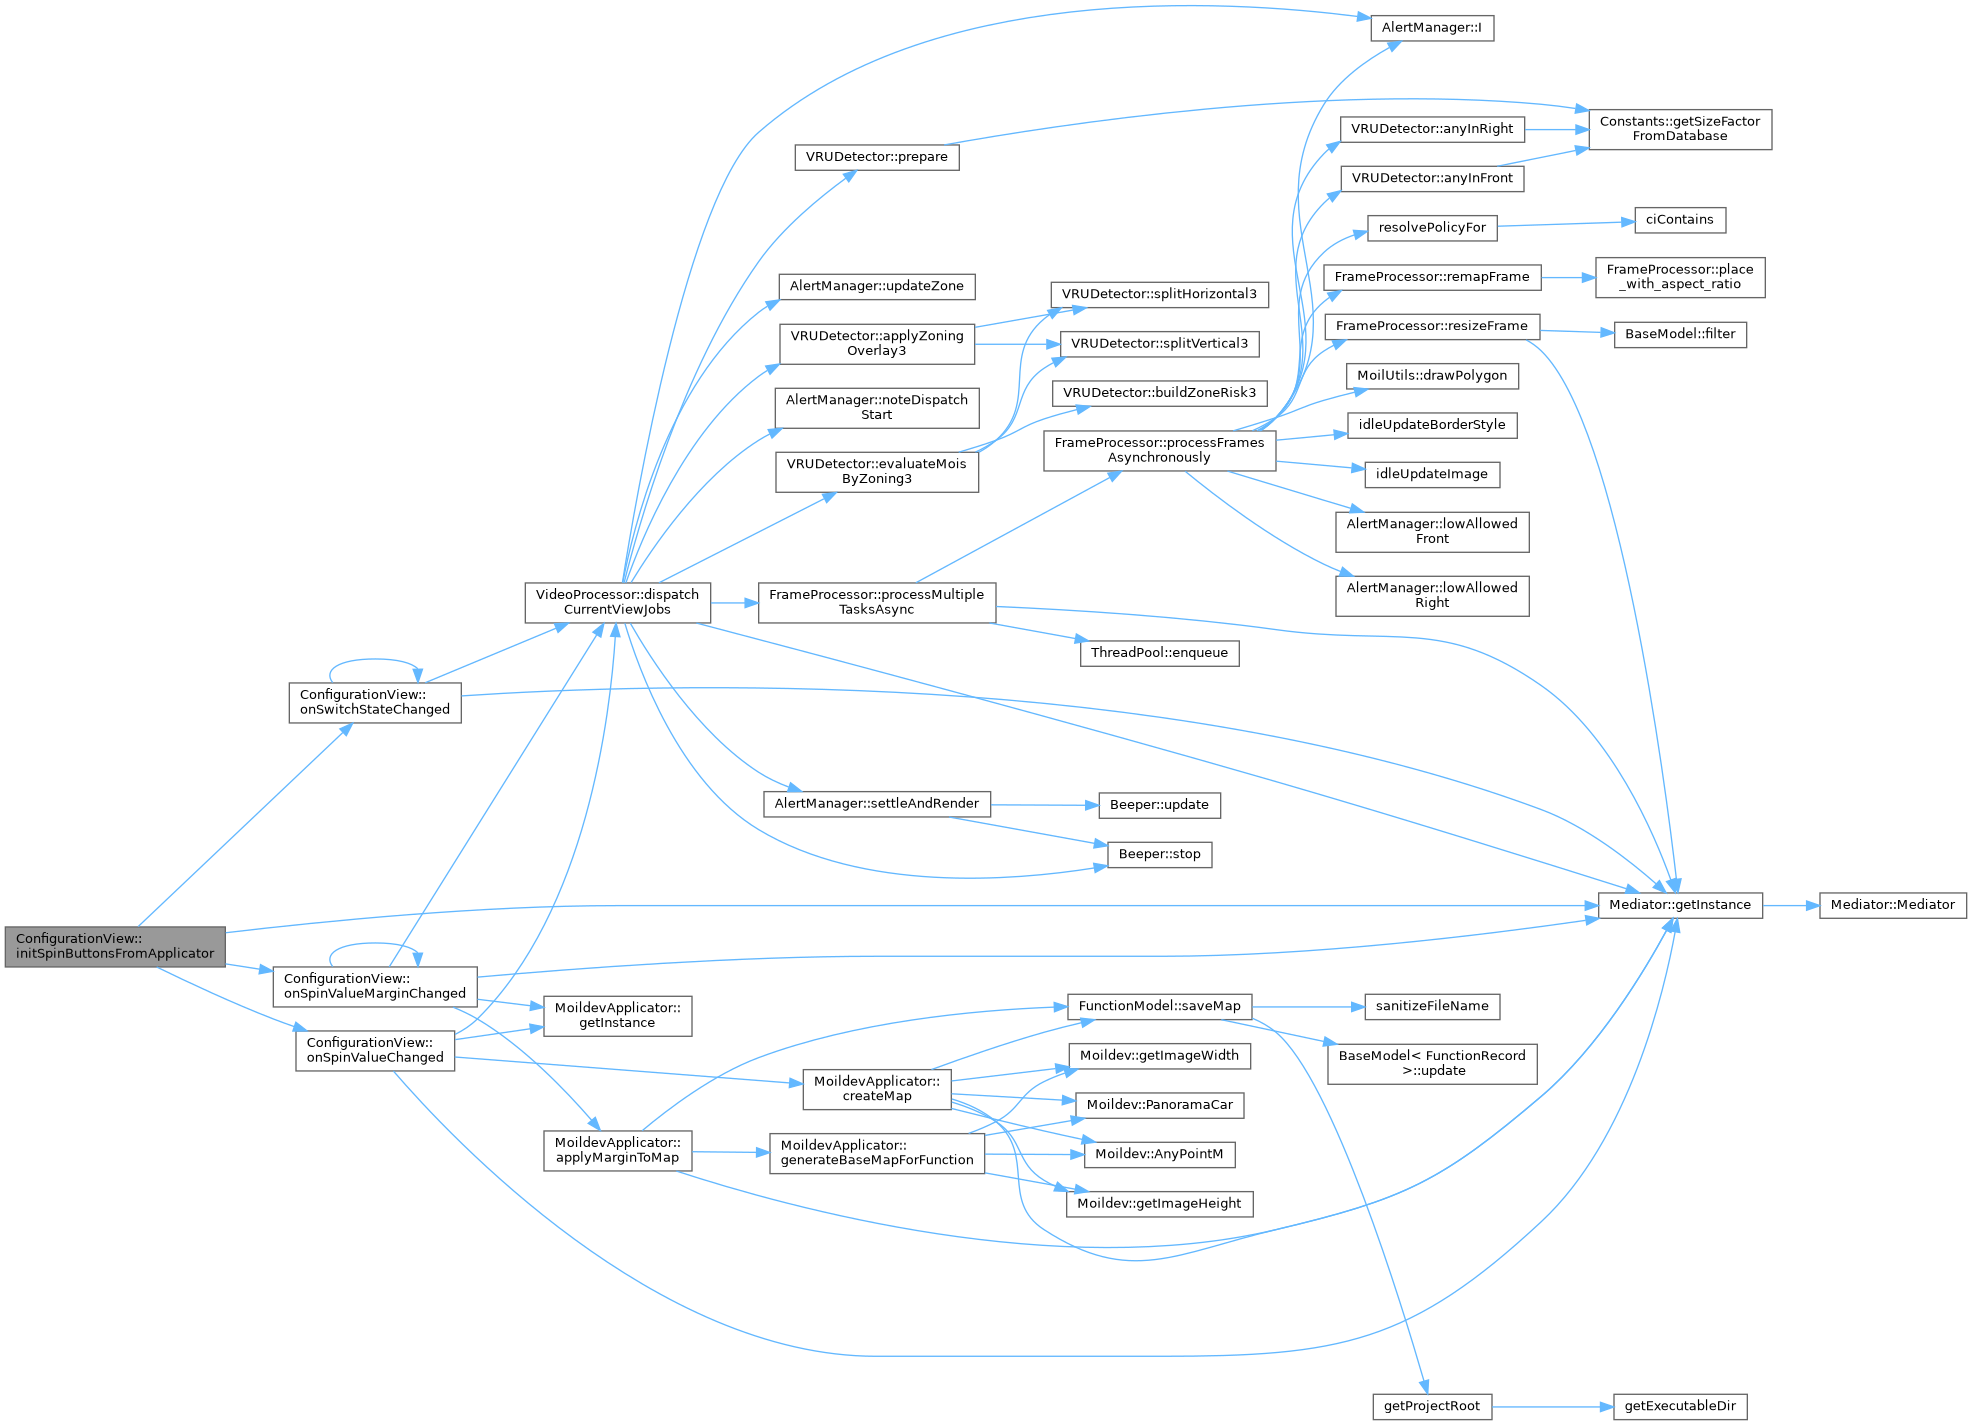 AlertManager::I
Constants::getSizeFactor
FromDatabase
VRUDetector::anyInRight
VRUDetector::prepare
VRUDetector::anyInFront
ciContains
resolvePolicyFor
AlertManager::updateZone
VRUDetector::splitHorizontal3
FrameProcessor::remapFrame
FrameProcessor::place
_with_aspect_ratio
VRUDetector::applyZoning
Overlay3
VRUDetector::splitVertical3
FrameProcessor::resizeFrame
BaseModel::filter
MoilUtils::drawPolygon
VRUDetector::buildZoneRisk3
AlertManager::noteDispatch
Start
idleUpdateBorderStyle
FrameProcessor::processFrames
Asynchronously
VRUDetector::evaluateMois
ByZoning3
idleUpdateImage
AlertManager::lowAllowed
Front
VideoProcessor::dispatch
CurrentViewJobs
FrameProcessor::processMultiple
TasksAsync
AlertManager::lowAllowed
Right
ThreadPool::enqueue
ConfigurationView::
onSwitchStateChanged
AlertManager::settleAndRender
Beeper::update
Beeper::stop
Mediator::getInstance
Mediator::Mediator
ConfigurationView::
initSpinButtonsFromApplicator
ConfigurationView::
onSpinValueMarginChanged
MoildevApplicator::
getInstance
FunctionModel::saveMap
sanitizeFileName
ConfigurationView::
onSpinValueChanged
Moildev::getImageWidth
BaseModel< FunctionRecord
>::update
MoildevApplicator::
createMap
Moildev::PanoramaCar
MoildevApplicator::
applyMarginToMap
MoildevApplicator::
generateBaseMapForFunction
Moildev::AnyPointM
Moildev::getImageHeight
getProjectRoot
getExecutableDir